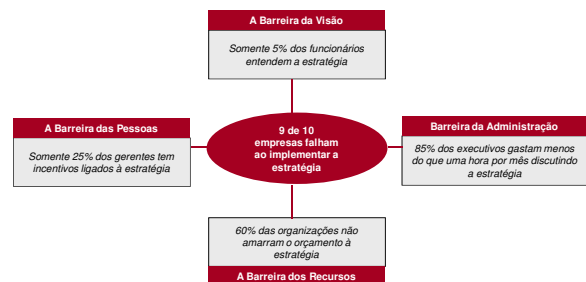 A Barreira da Visão
Somente 5% dos funcionários
entendem a estratégia
A Barreira das Pessoas
Somente 25% dos gerentes tem
incentivos ligados à estratégia
9 de 10
empresas falham
ao implementar a
estratégia
Barreira da Administração
85% dos executivos gastam menos
do que uma hora por mês discutindo
a estratégia
60% das organizações não
amarram o orçamento à
estratégia
A Barreira dos Recursos